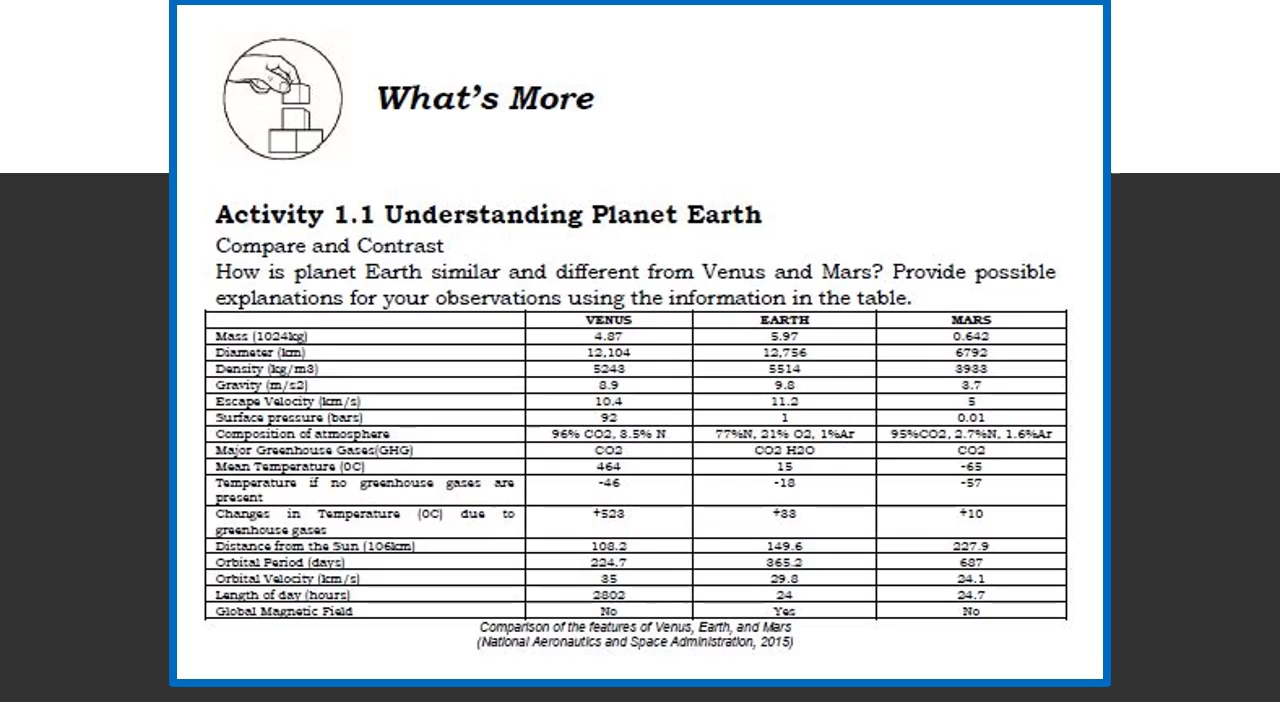 What's More
Activity 1.1 Understanding Planet Earth
Compare and Contrast
How is planet Earth similar and different from Venus and Mars? Provide possible
explanations for your observations using the information in the table.
VENUS EARTH MARS
Mass (1024kg) 4.87 5.97 0.642
Diameter (km) 12,104 12,756 6792
Density (kg/m3) 5243 5514 3933
Gravity (m/s2) 8.9 9.8 3.7
Escape Velocity (km/s) 10.4 11.2 5
Surface pressure (bars) 92 1 0.01
Composition of atmosphere 96% CO2, 3.5% N 77%N, 21% O2, 1%Ar 95%CO2, 2.7%N, 1.6%Ar
Major Greenhouse Gases(GHG) CO2 CO2 H2O CO2
Mean Temperature (0C) 464 15 -65
Temperature if no greenhouse gases are -46 -18 -57
present
Changes in Temperature (0C) due to +523 +33 +10
greenhouse gases
Distance from the Sun (106km) 108.2 149.6 227.9
Orbital Period (days) 224.7 365.2 687
Orbital Velocity (km/s) 35 29.8 24.1
Length of day (hours) 2802 24 24.7
Global Magnetic Field No Yes No
Comparison of the features of Venus, Earth, and Mars
(National Aeronautics and Space Administration, 2015)